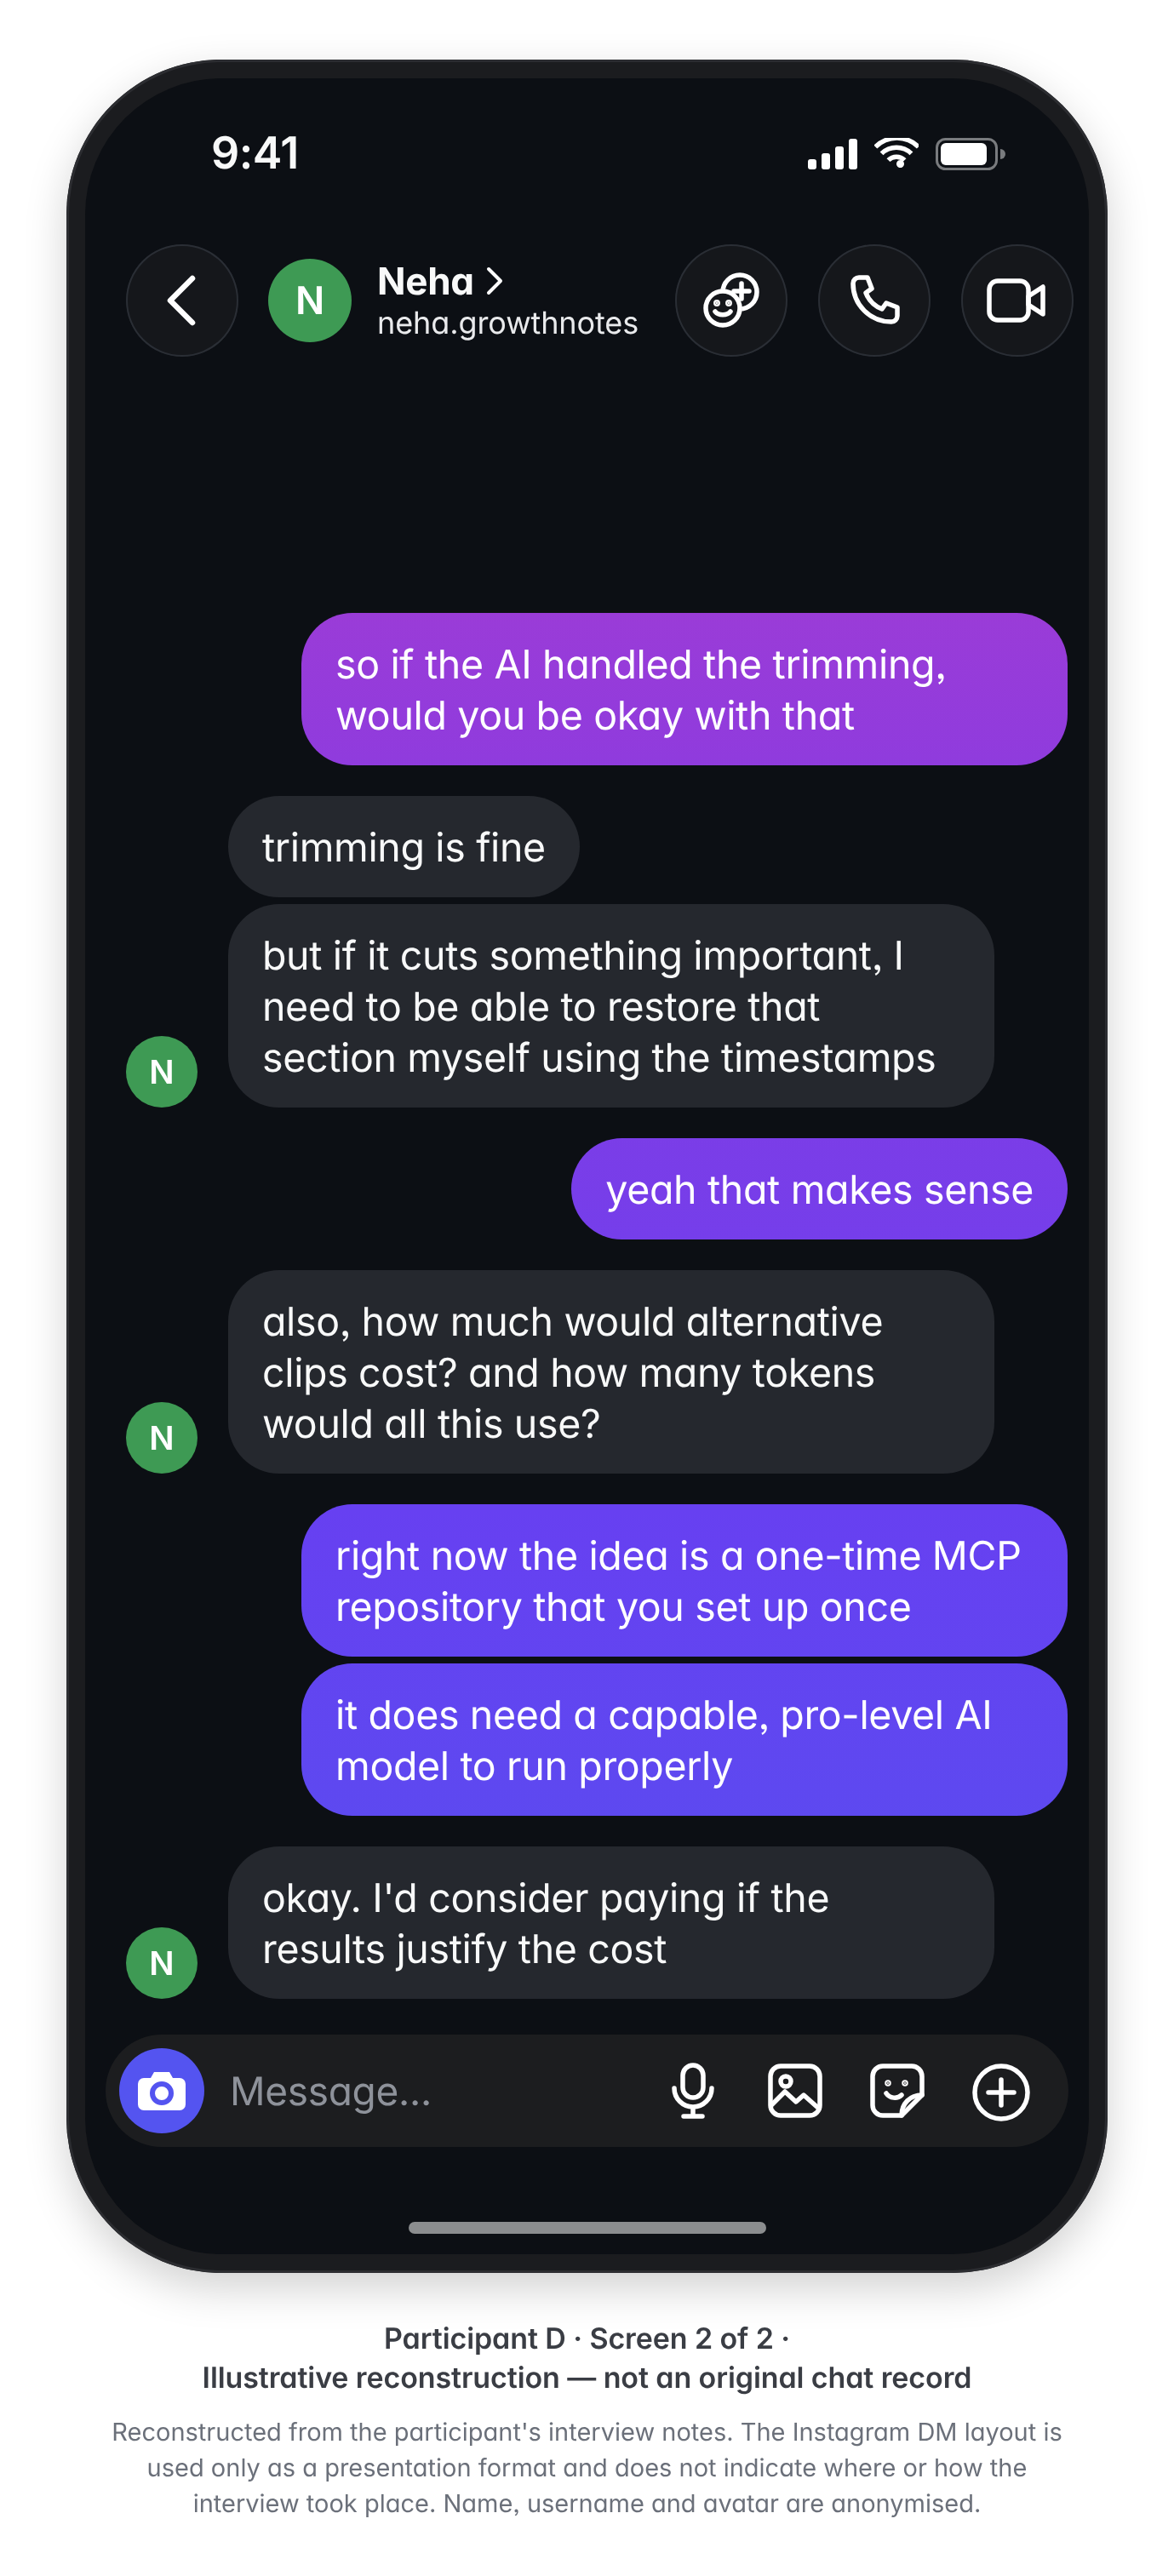 9:41
N
Neha
neha.growthnotes
so if the AI handled the trimming,
would you be okay with that
trimming is fine
but if it cuts something important, I
need to be able to restore that
section myself using the timestamps
N
yeah that makes sense
also, how much would alternative
clips cost? and how many tokens
would all this use?
N
right now the idea is a one-time MCP
repository that you set up once
it does need a capable, pro-level AI
model to run properly
okay. I'd consider paying if the
results justify the cost
N
Message...
Participant D · Screen 2 of 2 ·
Illustrative reconstruction — not an original chat record
Reconstructed from the participant's interview notes. The Instagram DM layout is
used only as a presentation format and does not indicate where or how the
interview took place. Name, username and avatar are anonymised.